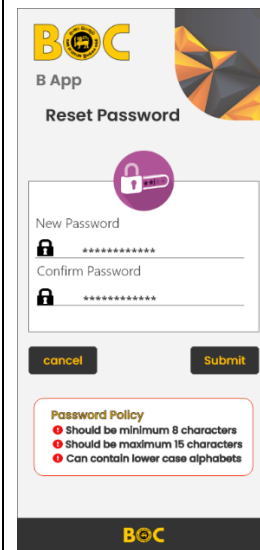 BOC
B App
Reset Password
New Password
************
Confirm Password
************
cancel
Submit
Password Policy
Should be minimum 8 characters
Should be maximum 15 characters
Can contain lower case alphabets
BOC